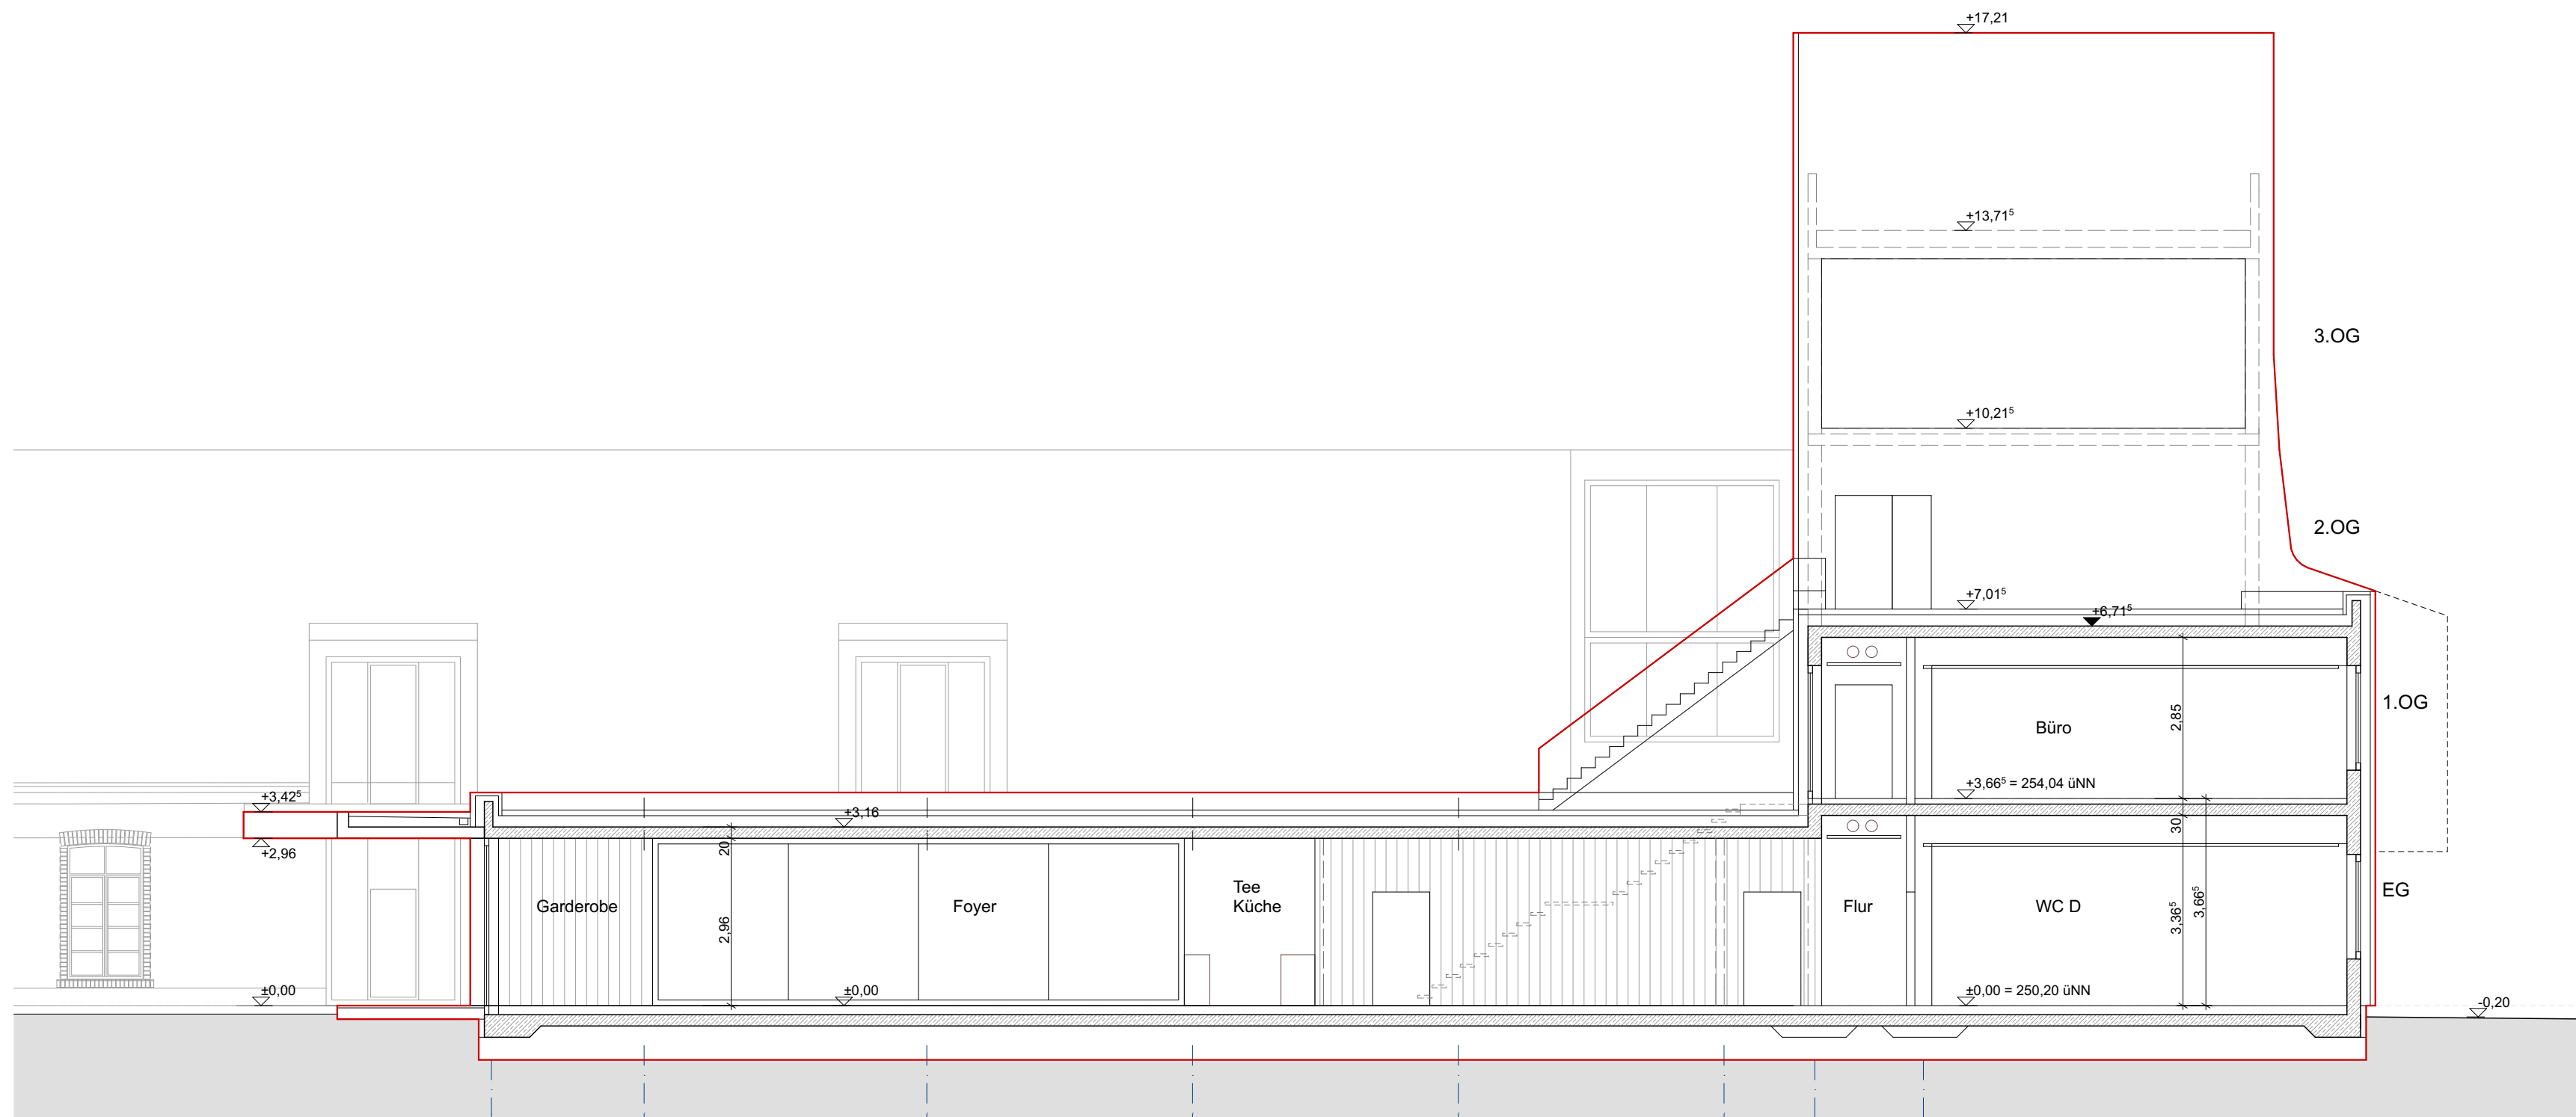 +17,21
+13,71⁵
3.OG
+10,21⁵
2.OG
+7,01⁵
+6,71⁵
1.OG
2,85
Büro
+3,66⁵ = 254,04 üNN
+3,42⁵
+3,16
30
20
+2,96
Tee
Küche
EG
Garderobe
Foyer
Flur
WC D
2,96
3,36⁵
3,66⁵
±0,00
±0,00
±0,00 = 250,20 üNN
-0,20